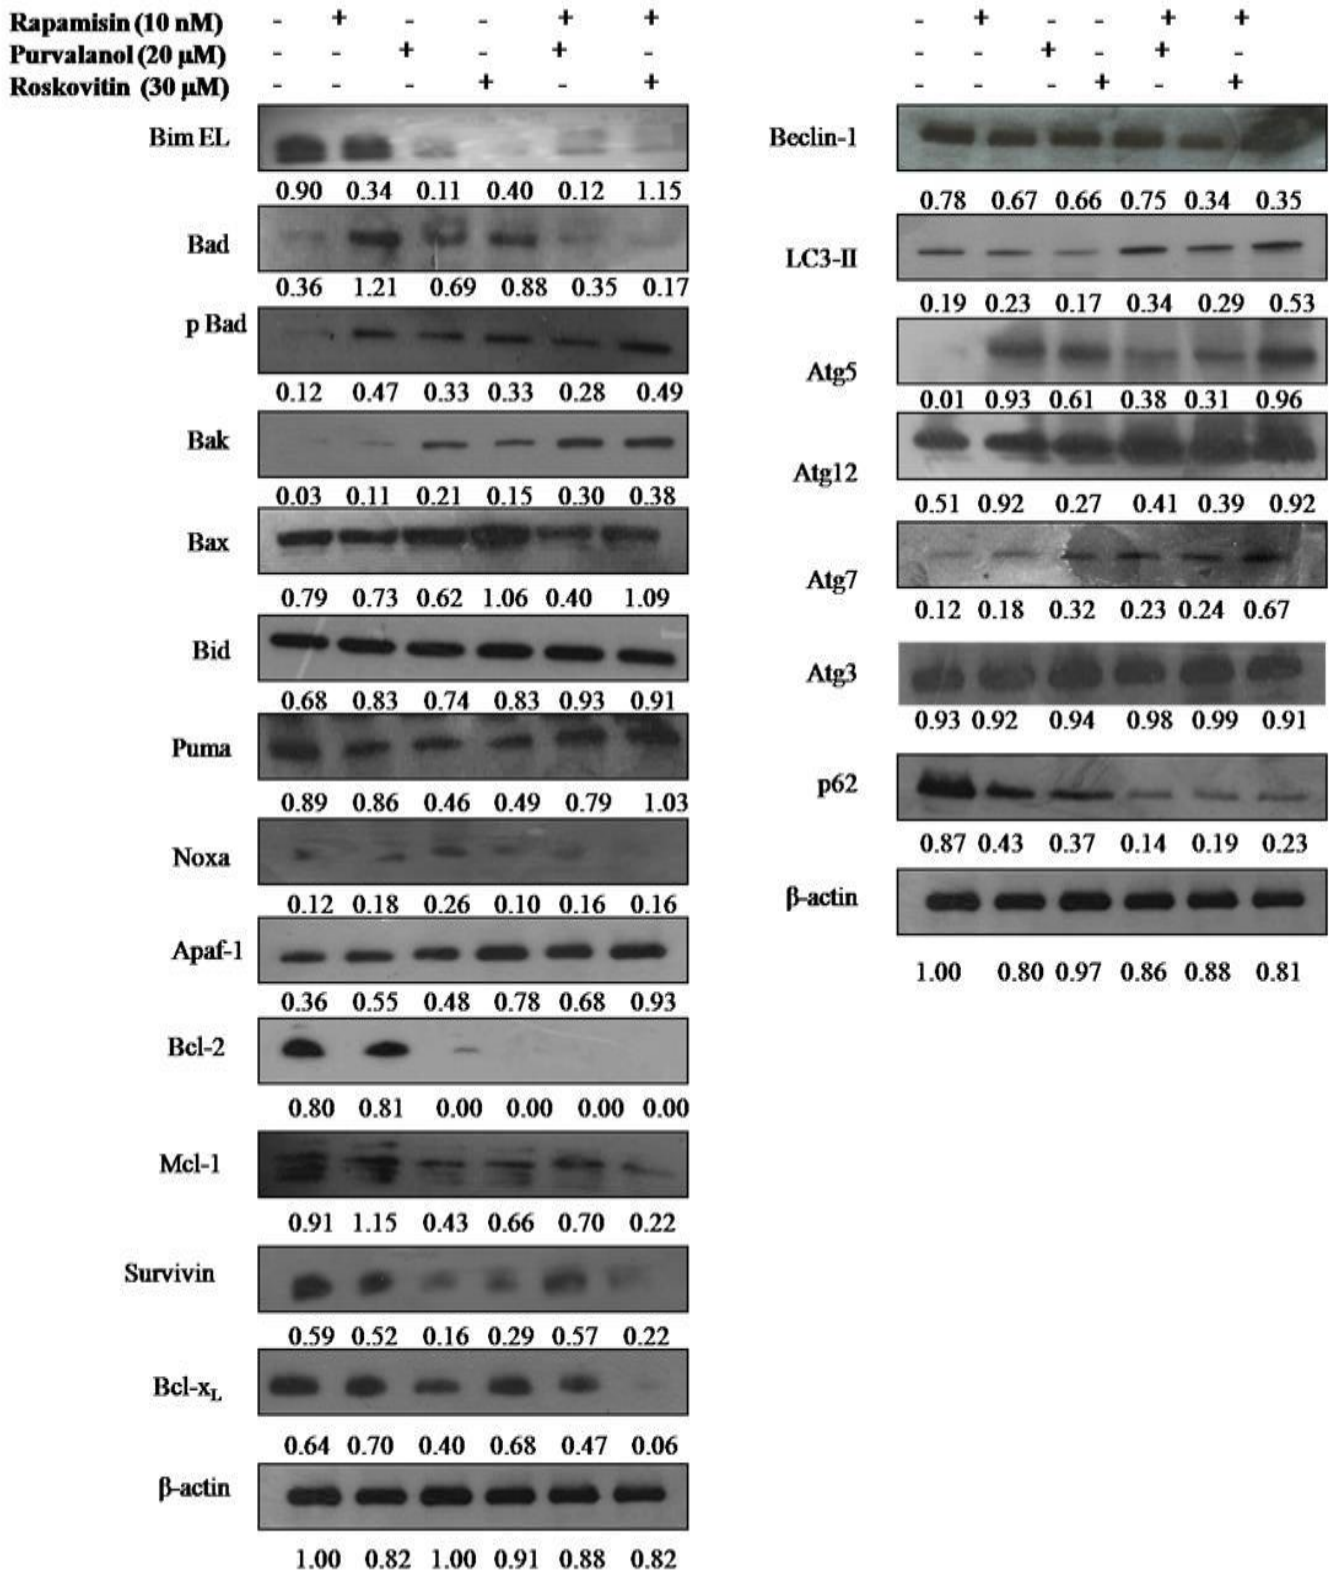 Rapamisin (10 nM) - + - - + +
Purvalanol (20 µM) - - + - + -
Roskovitin (30 µM) - - - + - +
Bim EL
0.90 0.34 0.11 0.40 0.12 1.15
Bad
0.36 1.21 0.69 0.88 0.35 0.17
p Bad
0.12 0.47 0.33 0.33 0.28 0.49
Bak
0.03 0.11 0.21 0.15 0.30 0.38
Bax
0.79 0.73 0.62 1.06 0.40 1.09
Bid
0.68 0.83 0.74 0.83 0.93 0.91
Puma
0.89 0.86 0.46 0.49 0.79 1.03
Noxa
0.12 0.18 0.26 0.10 0.16 0.16
Apaf-1
0.36 0.55 0.48 0.78 0.68 0.93
Bcl-2
0.80 0.81 0.00 0.00 0.00 0.00
Mcl-1
0.91 1.15 0.43 0.66 0.70 0.22
Survivin
0.59 0.52 0.16 0.29 0.57 0.22
Bcl-xL
0.64 0.70 0.40 0.68 0.47 0.06
β-actin
1.00 0.82 1.00 0.91 0.88 0.82
- + - - + +
- - + - + -
- - - + - +
Beclin-1
0.78 0.67 0.66 0.75 0.34 0.35
LC3-II
0.19 0.23 0.17 0.34 0.29 0.53
Atg5
0.01 0.93 0.61 0.38 0.31 0.96
Atg12
0.51 0.92 0.27 0.41 0.39 0.92
Atg7
0.12 0.18 0.32 0.23 0.24 0.67
Atg3
0.93 0.92 0.94 0.98 0.99 0.91
p62
0.87 0.43 0.37 0.14 0.19 0.23
β-actin
1.00 0.80 0.97 0.86 0.88 0.81